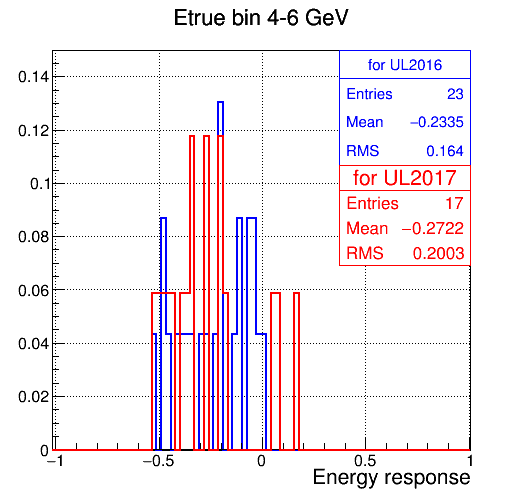 Etrue bin 4-6 GeV
for UL2016
Entries 23
Mean −0.2335
RMS 0.164
for UL2017
Entries 17
Mean −0.2722
RMS 0.2003
0.14
0.12
0.1
0.08
0.06
0.04
0.02
0
−1 −0.5 0 0.5 1
Energy response